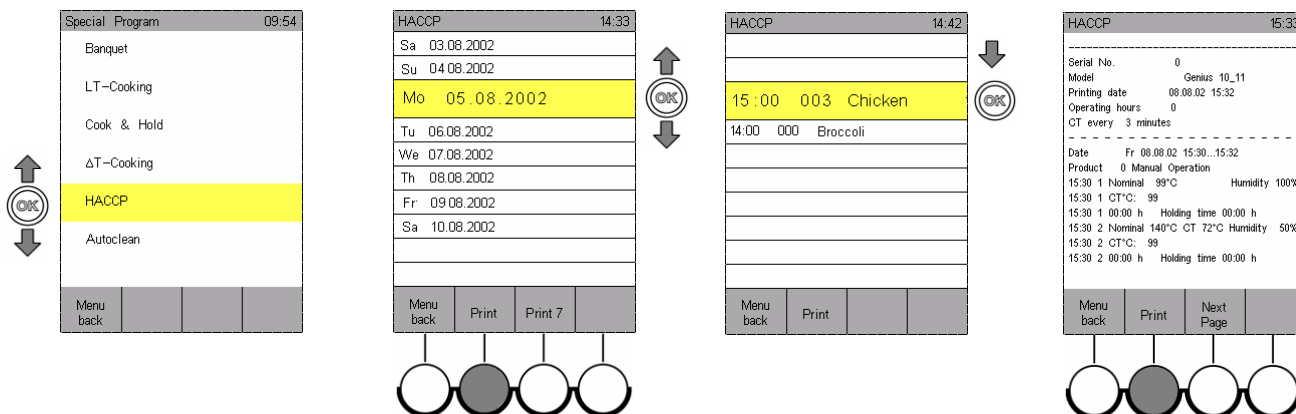 Special Program 09:54
Banquet
LT-Cooking
Cook & Hold
ΔT-Cooking
OK
HACCP
Autoclean
Menu
back
HACCP 14:33
Sa 03.08.2002
Su 04 08.2002
Mo 05.08.2002
OK
Tu 06.08.2002
We 07.08.2002
Th 08.08.2002
Fr 09 08.2002
Sa 10.08.2002
Menu
back
Print
Print 7
HACCP 14:42
15:00 003 Chicken
OK
14:00 000 Broccoli
Menu
back
Print
HACCP 15:33
Serial No. 0
Model Genius 10_11
Printing date 08.08.02 15:32
Operating hours 0
CT every 3 minutes
Date Fr 08.08.02 15:30...15:32
Product 0 Manual Operation
15:30 1 Nominal 99°C Humidity 100%
15:30 1 CT°C: 99
15:30 1 00:00 h Holding time 00:00 h
15:30 2 Nominal 140°C CT 72°C Humidity 50%
15:30 2 CT°C: 99
15:30 2 00:00 h Holding time 00:00 h
Menu
back
Print
Next
Page